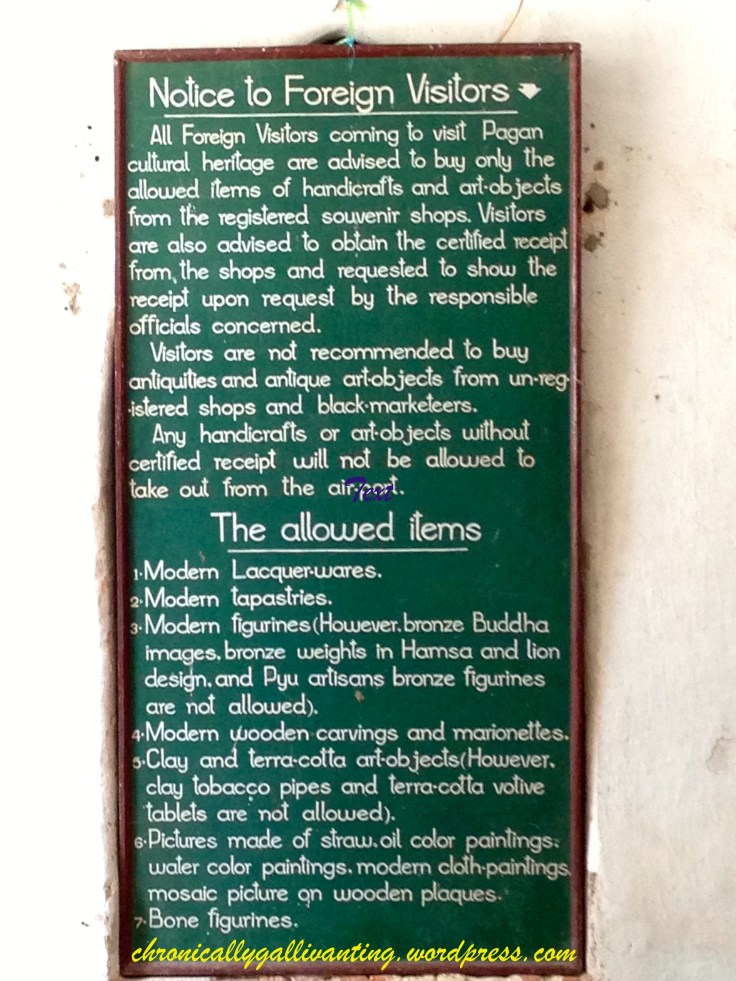 Notice to Foreign Visitors
All Foreign Visitors coming to visit Pagan
cultural heritage are advised to buy only the
allowed items of handicrafts and art-objects
from the registered souvenir shops. Visitors
are also advised to obtain the certified receipt
from the shops and requested to show the
receipt upon request by the responsible
officials concerned.
Visitors are not recommended to buy
antiquities and antique art-objects from un-reg-
istered shops and black-marketeers.
Any handicrafts or art-objects without
certified receipt will not be allowed to
take out from the air-port.
Text
The allowed items
1. Modern Lacquer-wares.
2. Modern tapastries.
3. Modern figurines (However, bronze Buddha
images, bronze weights in Hamsa and lion
design, and Pyu artisans bronze figurines
are not allowed).
4. Modern wooden carvings and marionettes.
5. Clay and terra-cotta art-objects (However,
clay tobacco pipes and terra-cotta votive
tablets are not allowed).
6. Pictures made of straw, oil color paintings,
water color paintings, modern cloth-paintings,
mosaic picture on wooden plaques.
7. Bone figurines.
chronicallygallivanting.wordpress.com